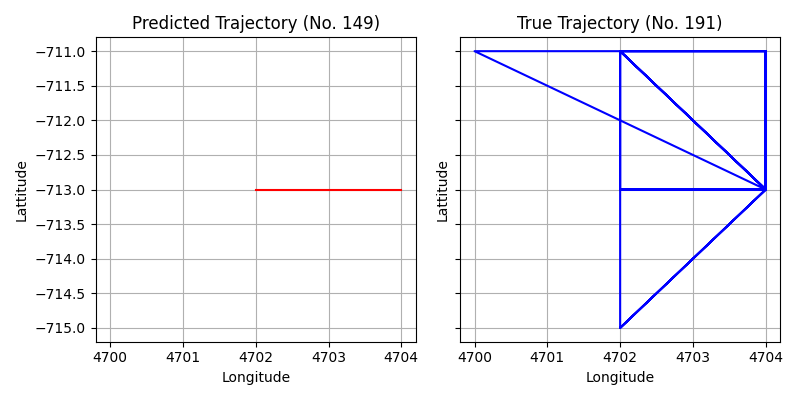 Predicted Trajectory (No. 149)
True Trajectory (No. 191)
Lattitude
−711.0
−711.5
−712.0
−712.5
−713.0
−713.5
−714.0
−714.5
−715.0
4700 4701 4702 4703 4704
Longitude
Lattitude
4700 4701 4702 4703 4704
Longitude